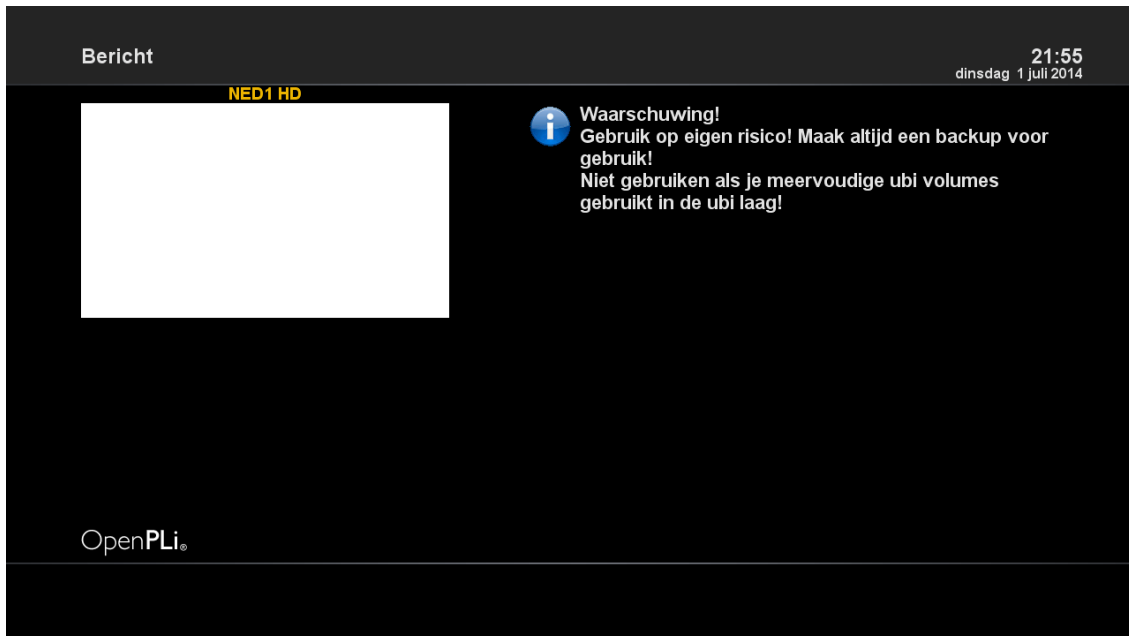 Bericht
21:55
dinsdag 1 juli 2014
NED1 HD
Waarschuwing!
Gebruik op eigen risico! Maak altijd een backup voor
gebruik!
Niet gebruiken als je meervoudige ubi volumes
gebruikt in de ubi laag!
OpenPLi®